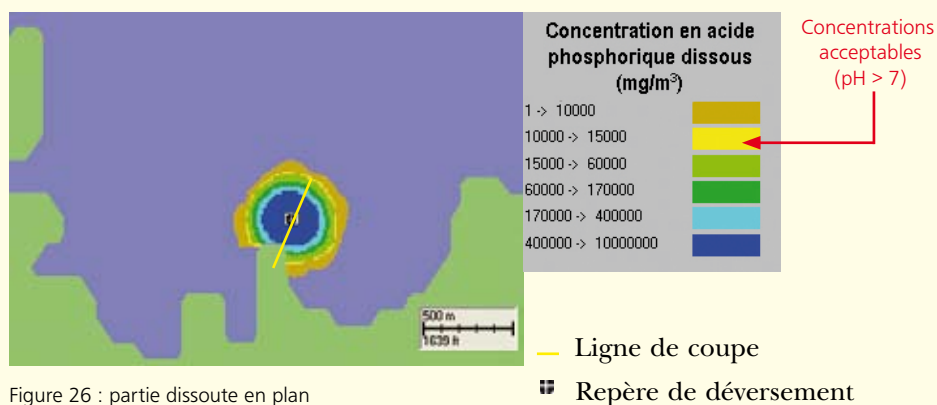 Concentration en acide
phosphorique dissous
(mg/m³)
1 -> 10000
10000 -> 15000
15000 -> 60000
60000 -> 170000
170000 -> 400000
400000 -> 10000000
Concentrations
acceptables
(pH > 7)
500 m
1639 ft
Ligne de coupe
Repère de déversement
Figure 26 : partie dissoute en plan